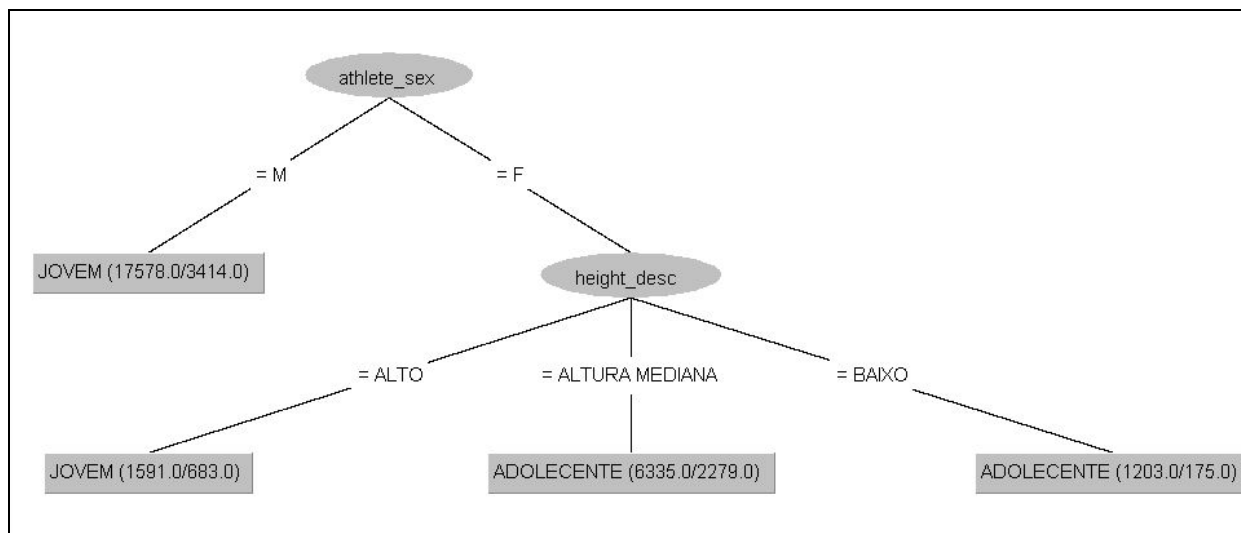 athlete_sex
= M
= F
JOVEM (17578.0/3414.0)
height_desc
= ALTO
= ALTURA MEDIANA
= BAIXO
JOVEM (1591.0/683.0)
ADOLECENTE (6335.0/2279.0)
ADOLECENTE (1203.0/175.0)